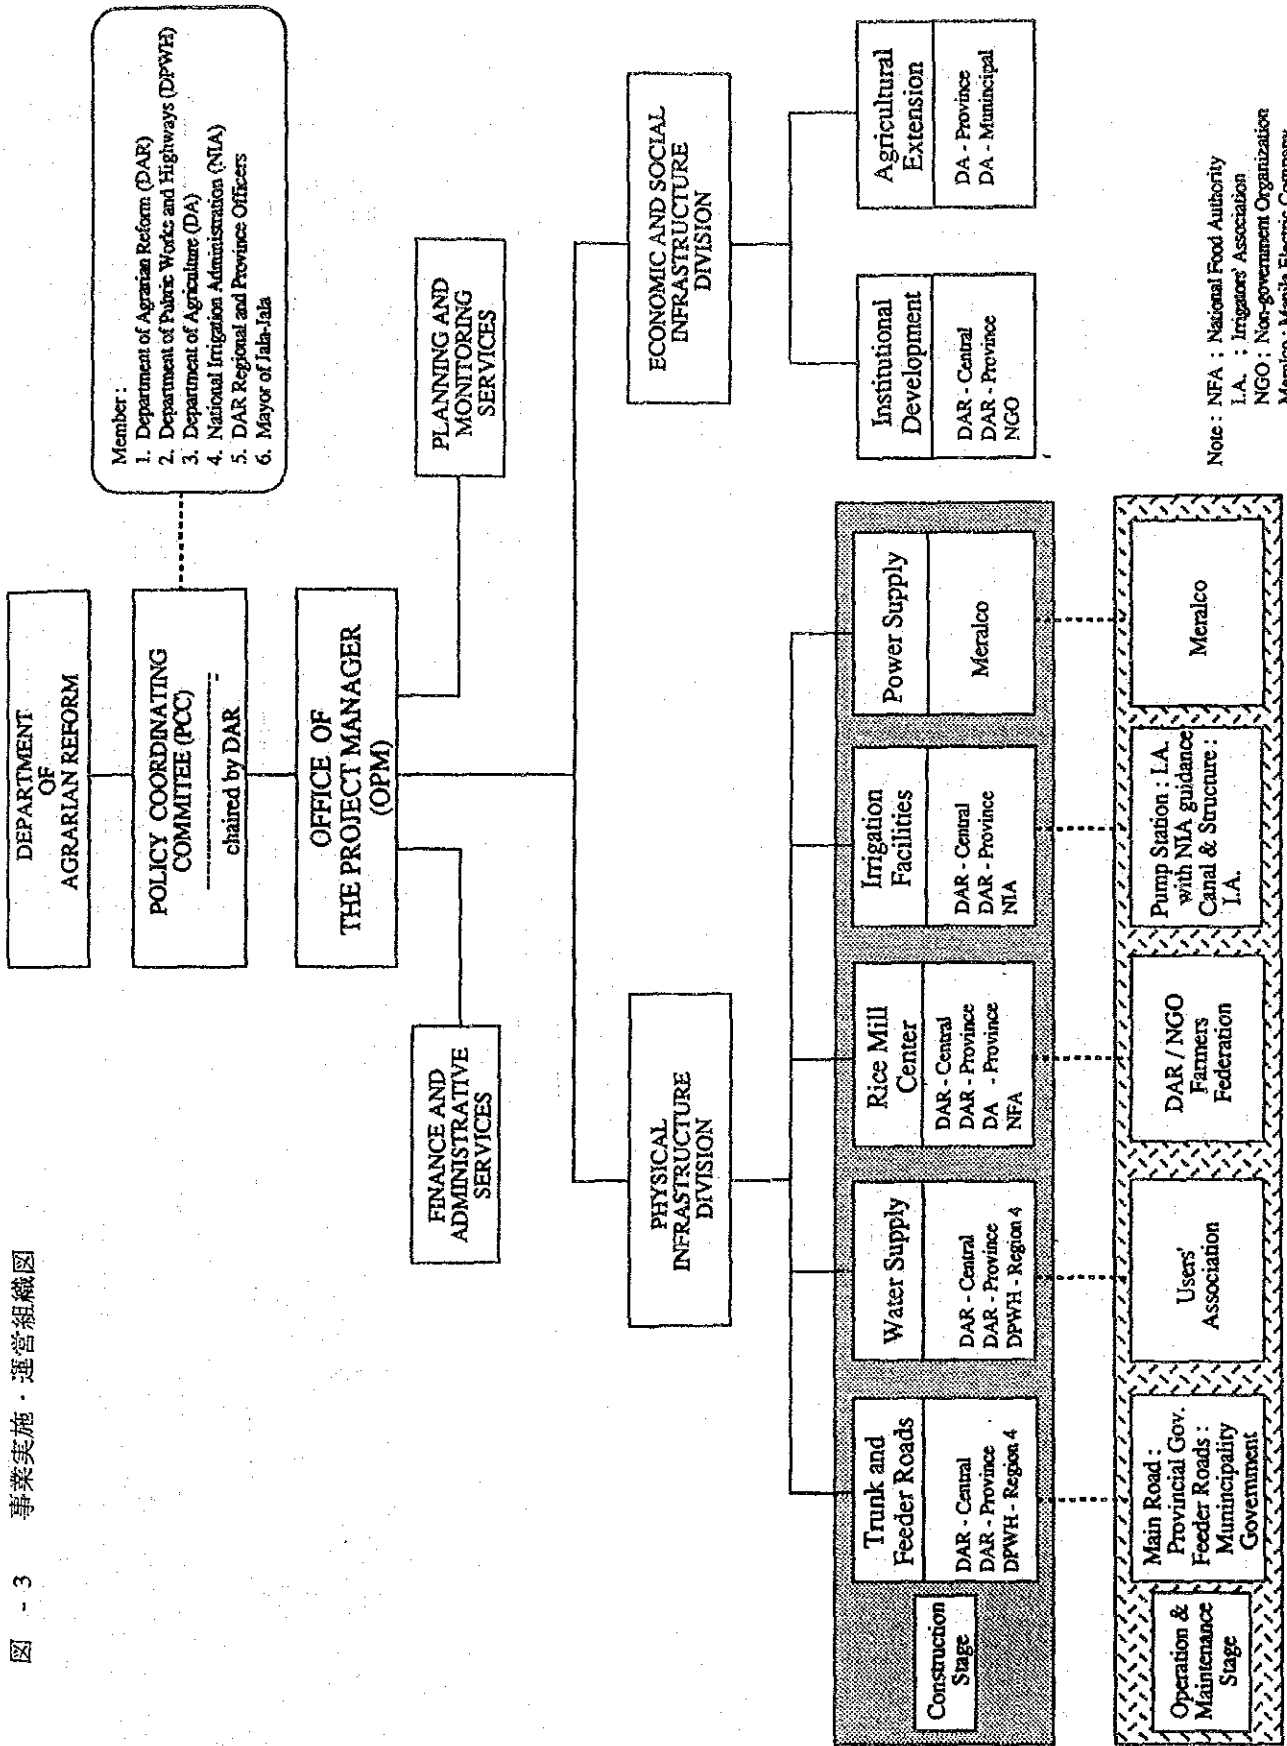 図 - 3 事業実施・運営組織図
DEPARTMENT
OF
AGRARIAN REFORM
POLICY COORDINATING
COMMITEE (PCC)
chaired by DAR
Member :
1. Department of Agrarian Reform (DAR)
2. Department of Pubric Works and Highways (DPWH)
3. Department of Agriculture (DA)
4. National Irrigation Administration (NIA)
5. DAR Regional and Province Officers
6. Mayor of Jala-Jala
OFFICE OF
THE PROJECT MANAGER
(OPM)
FINANCE AND
ADMINISTRATIVE
SERVICES
PLANNING AND
MONITORING
SERVICES
PHYSICAL
INFRASTRUCTURE
DIVISION
ECONOMIC AND SOCIAL
INFRASTRUCTURE
DIVISION
Construction
Stage
Trunk and
Feeder Roads
DAR - Central
DAR - Province
DPWH - Region 4
Water Supply
DAR - Central
DAR - Province
DPWH - Region 4
Rice Mill
Center
DAR - Central
DAR - Province
DA - Province
NFA
Irrigation
Facilities
DAR - Central
DAR - Province
NIA
Power Supply
Meralco
Institutional
Development
DAR - Central
DAR - Province
NGO
Agricultural
Extension
DA - Province
DA - Munincipal
Operation &
Maintenance
Stage
Main Road :
Provincial Gov.
Feeder Roads :
Munincipality
Government
Users'
Association
DAR / NGO
Farmers
Federation
Pump Station : I.A.
with NIA guidance
Canal & Structure :
I.A.
Meralco
Note : NFA : National Food Authority
I.A. : Irrigators' Association
NGO : Non-government Organization
Meralco : Manila Electric Company